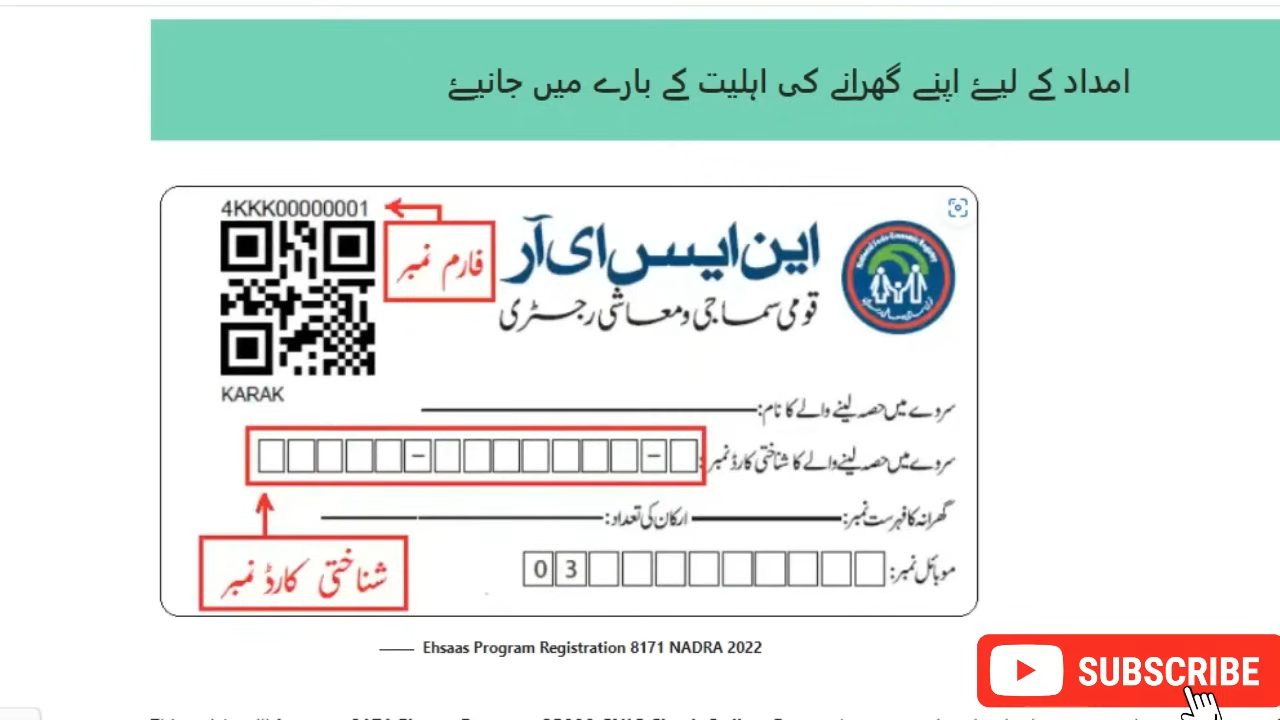 امداد کے لیۓ اپنے گھرانے کی اہلیت کے بارے میں جانیۓ
4KKK00000001
فارم نمبر
این ایس ای آر
قومی سماجی و معاشی رجسٹری
KARAK
سروے میں حصہ لینے والے کا نام:
سروے میں حصہ لینے والے کا شناختی کارڈ نمبر:
گھرانہ کا فہرست نمبر: ارکان کی تعداد:
شناختی کارڈ نمبر
موبائل نمبر: 03
Ehsaas Program Registration 8171 NADRA 2022
SUBSCRIBE